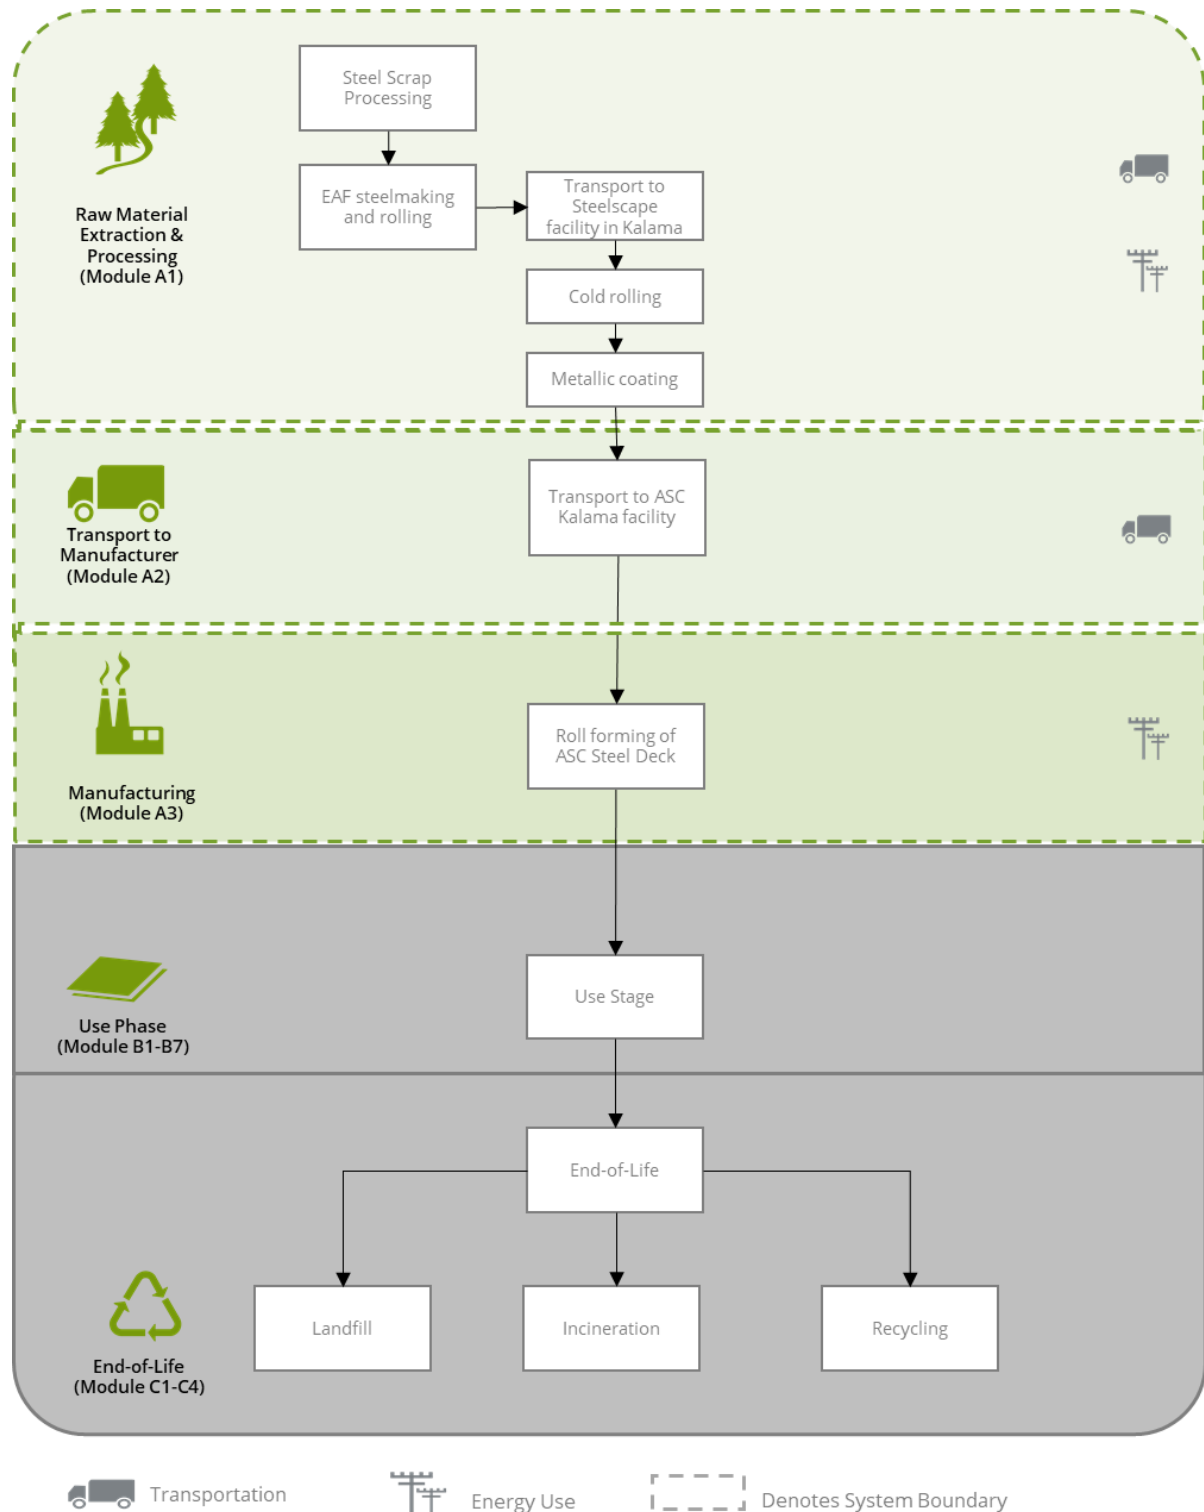 Steel Scrap
Processing
EAF steelmaking
and rolling
Transport to
Steelscape
facility in Kalama
Raw Material
Extraction &
Processing
(Module A1)
Cold rolling
Metallic coating
Transport to ASC
Kalama facility
Transport to
Manufacturer
(Module A2)
Roll forming of
ASC Steel Deck
Manufacturing
(Module A3)
Use Stage
Use Phase
(Module B1-B7)
End-of-Life
Landfill
Incineration
Recycling
End-of-Life
(Module C1-C4)
Transportation
Energy Use
Denotes System Boundary